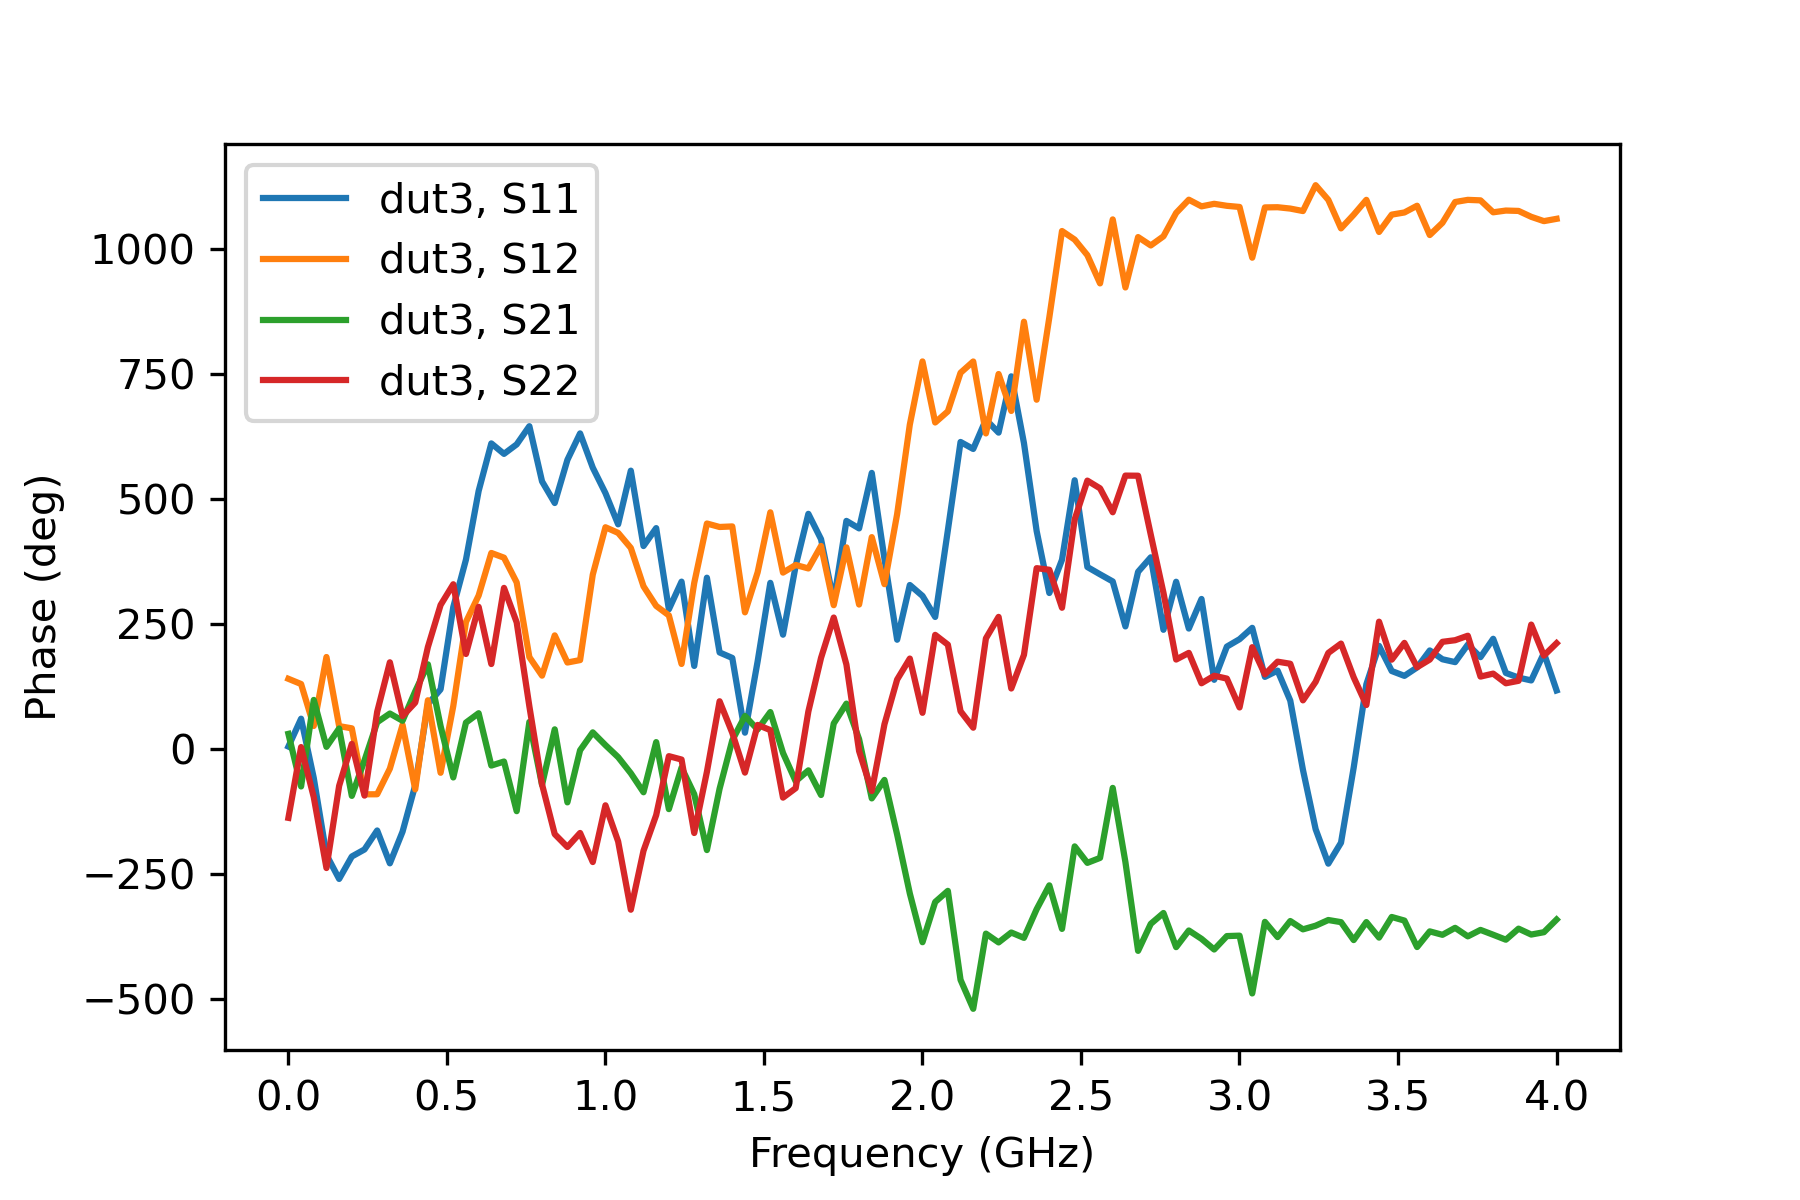 dut3, S11
dut3, S12
dut3, S21
dut3, S22
1000
750
500
250
0
−250
−500
Phase (deg)
0.0 0.5 1.0 1.5 2.0 2.5 3.0 3.5 4.0
Frequency (GHz)